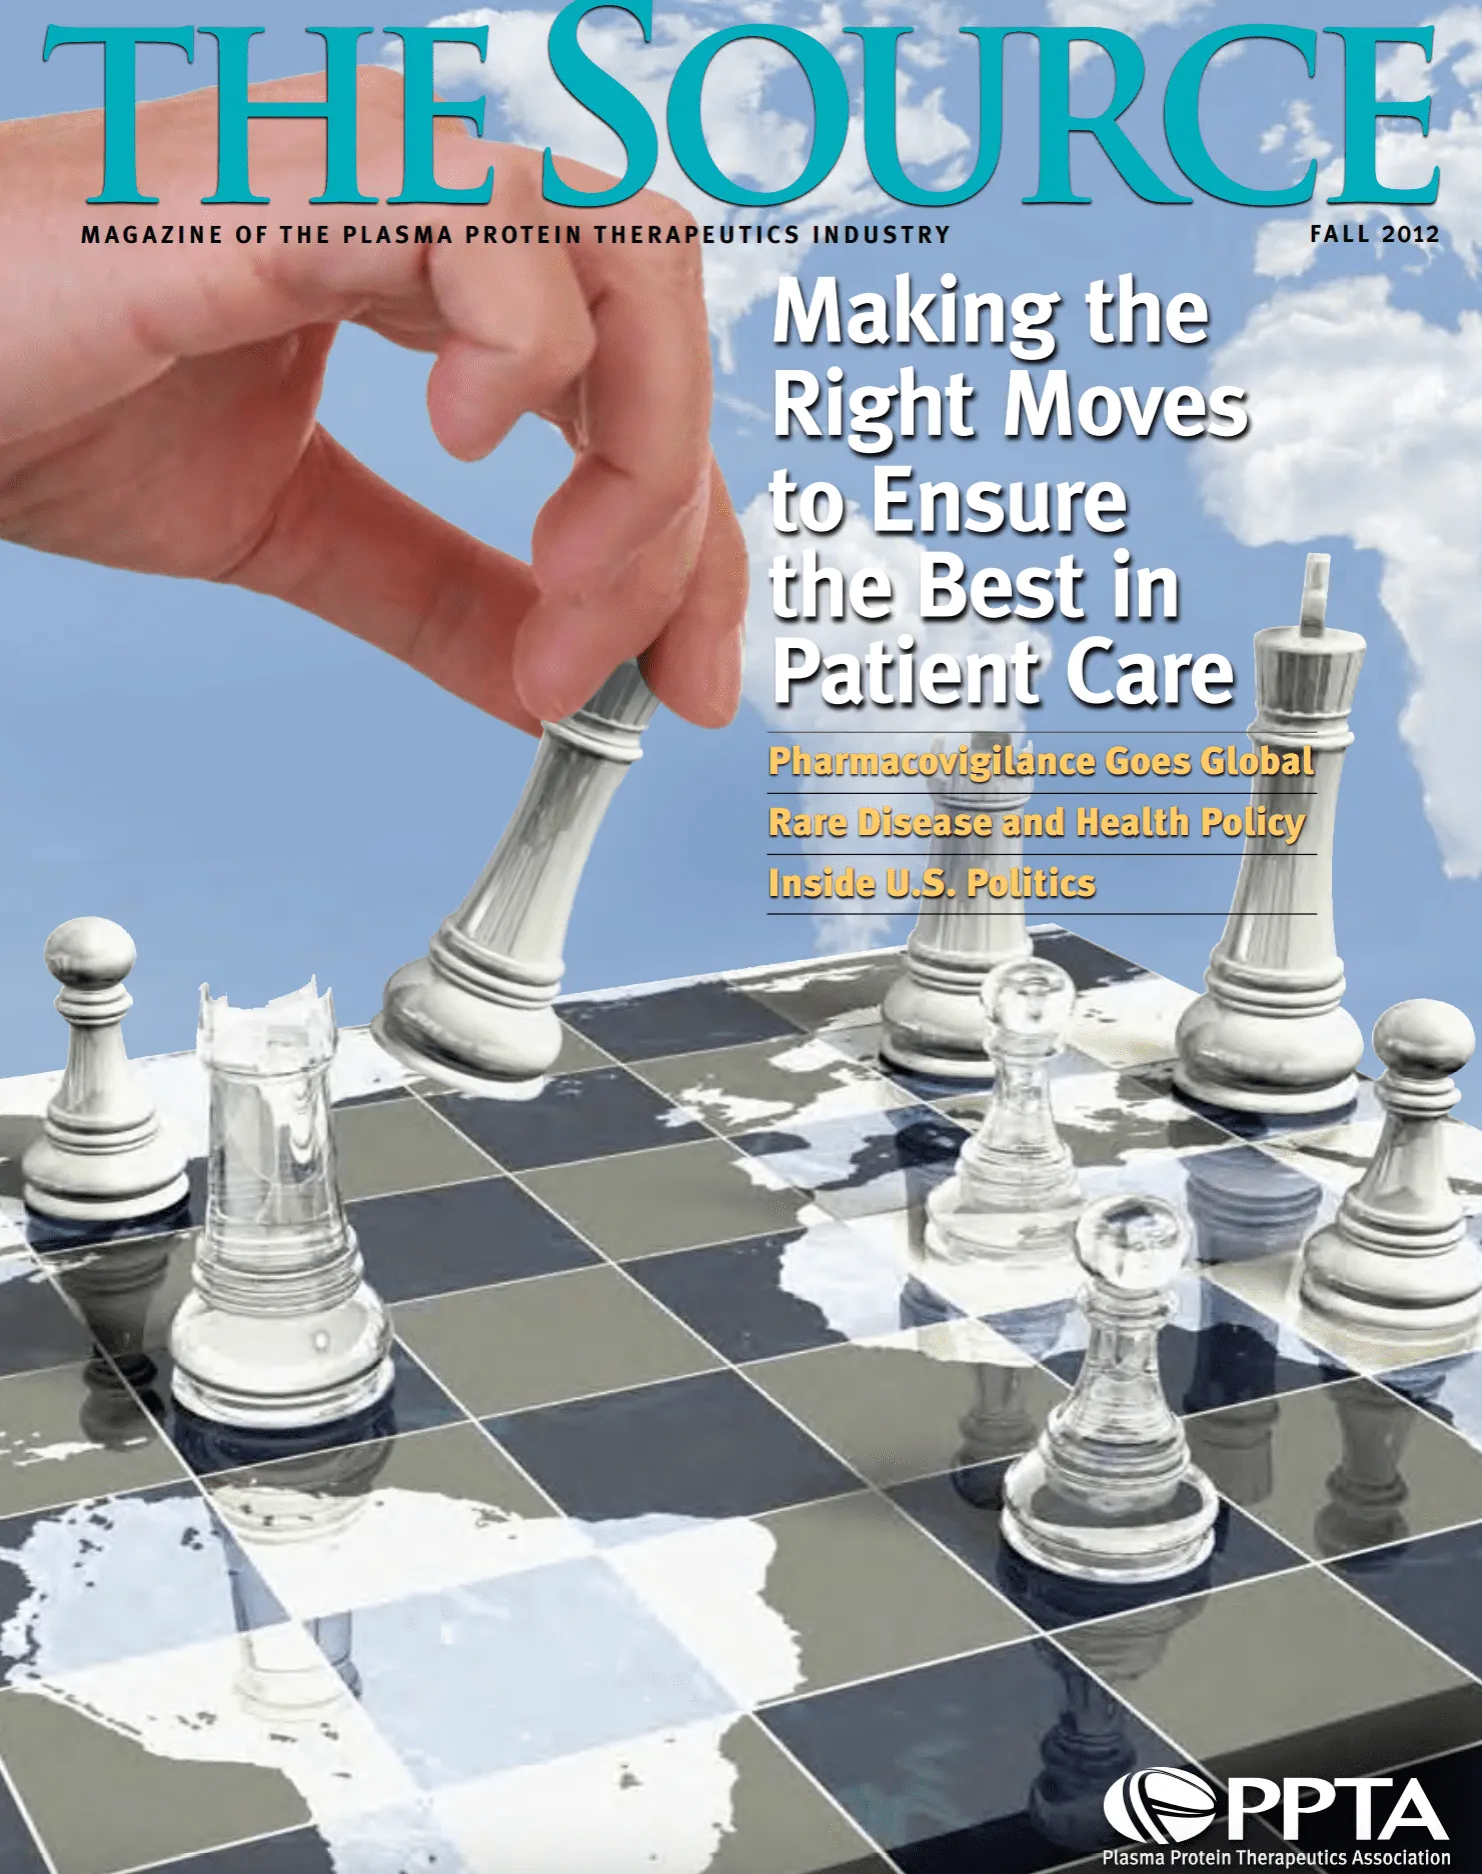 THE SOURCE
MAGAZINE OF THE PLASMA PROTEIN THERAPEUTICS INDUSTRY
FALL 2012
Making the
Right Moves
to Ensure
the Best in
Patient Care
Pharmacovigilance Goes Global
Rare Disease and Health Policy
Inside U.S. Politics
PPTA
Plasma Protein Therapeutics Association